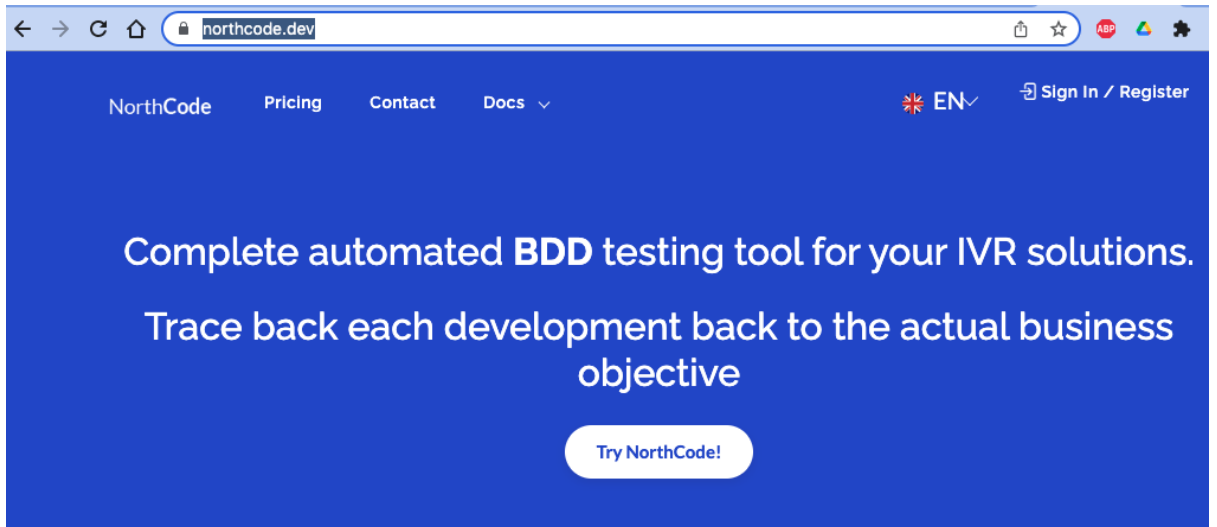 northcode.dev
ABP
NorthCode Pricing Contact Docs EN Sign In / Register
Complete automated BDD testing tool for your IVR solutions.
Trace back each development back to the actual business
objective
Try NorthCode!